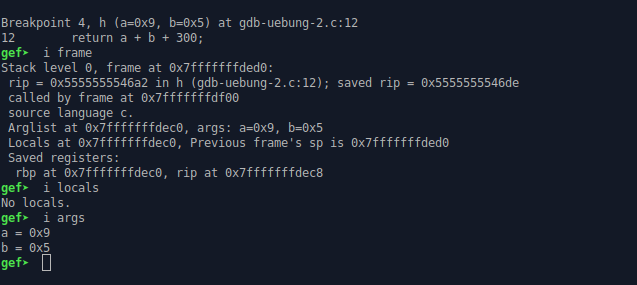 Breakpoint 4, h (a=0x9, b=0x5) at gdb-uebung-2.c:12
12        return a + b + 300;
gef➤  i frame
Stack level 0, frame at 0x7fffffffded0:
 rip = 0x5555555546a2 in h (gdb-uebung-2.c:12); saved rip = 0x5555555546de
 called by frame at 0x7fffffffdf00
 source language c.
 Arglist at 0x7fffffffdec0, args: a=0x9, b=0x5
 Locals at 0x7fffffffdec0, Previous frame's sp is 0x7fffffffded0
 Saved registers:
  rbp at 0x7fffffffdec0, rip at 0x7fffffffdec8
gef➤  i locals
No locals.
gef➤  i args
a = 0x9
b = 0x5
gef➤